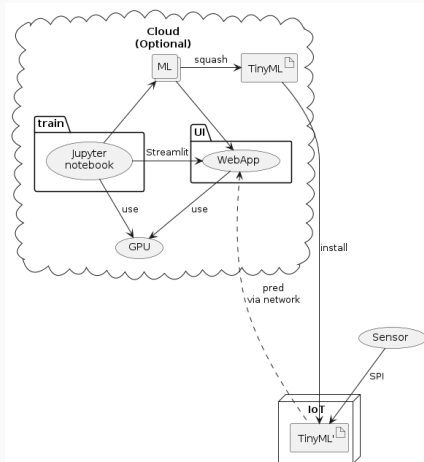 Cloud
(Optional)
ML
squash
TinyML
train
UI
Jupyter
notebook
Streamlit
WebApp
use
use
GPU
install
pred
via network
Sensor
SPI
IoT
TinyML'